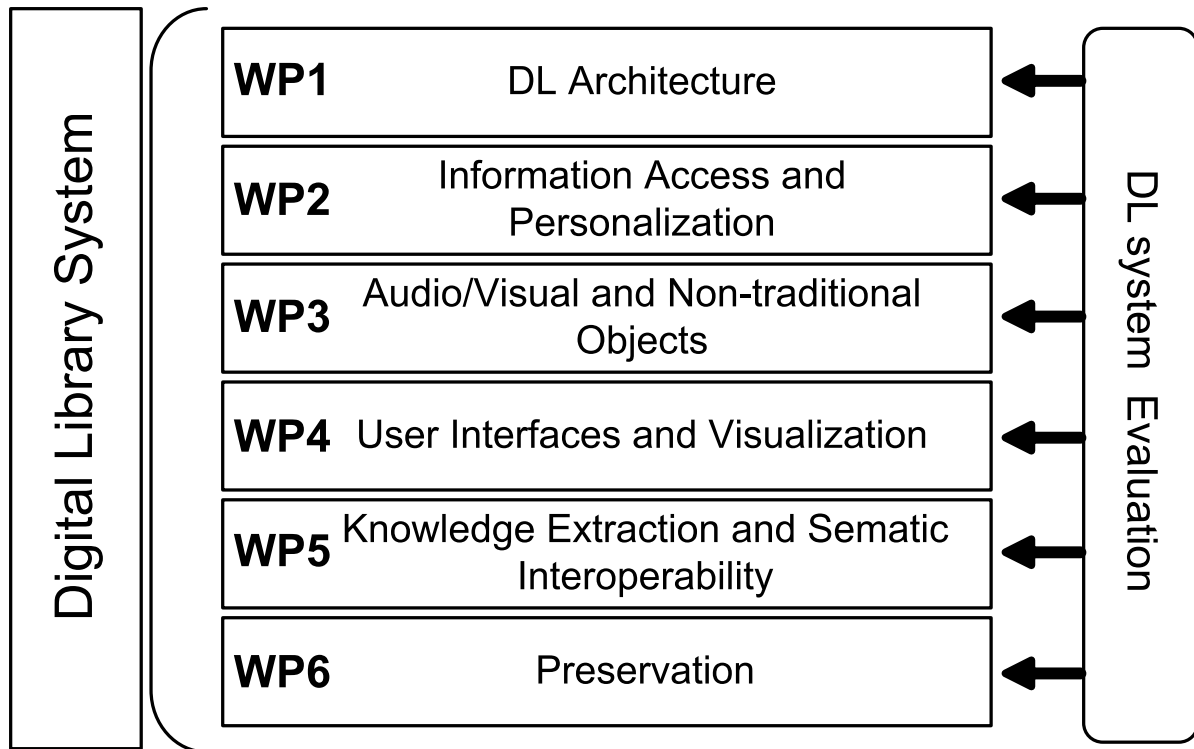 Digital Library System
WP1
DL Architecture
WP2
Information Access and
Personalization
WP3
Audio/Visual and Non-traditional
Objects
WP4
User Interfaces and Visualization
WP5
Knowledge Extraction and Sematic
Interoperability
WP6
Preservation
DL system Evaluation